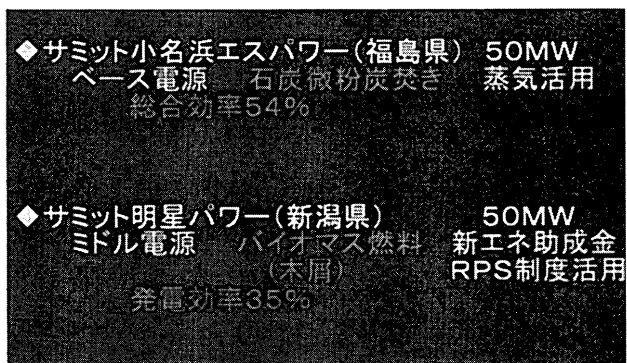 ◆サミット小名浜エスパワー(福島県) 50MW
ベース電源 石炭微粉炭焚き 蒸気活用
総合効率54%
◆サミット明星パワー(新潟県) 50MW
ミドル電源 バイオマス燃料 新エネ助成金
(木屑) RPS制度活用
発電効率35%